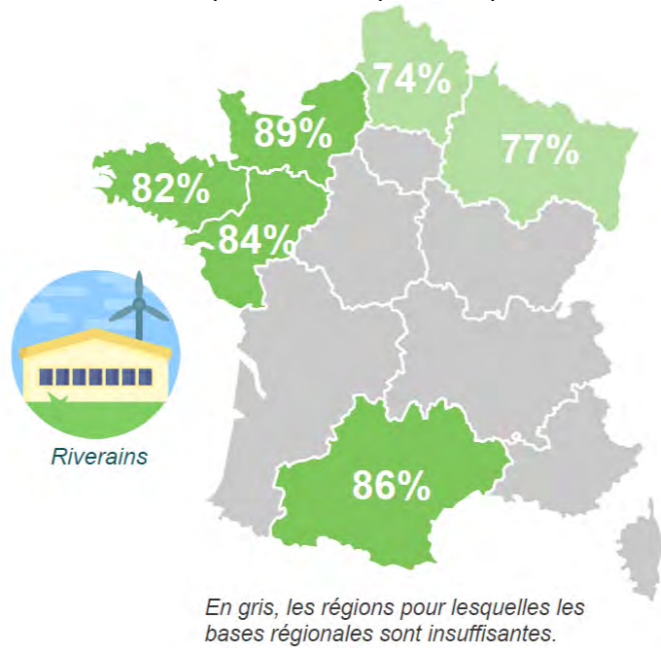 74%
77%
89%
82%
84%
Riverains
86%
En gris, les régions pour lesquelles les
bases régionales sont insuffisantes.